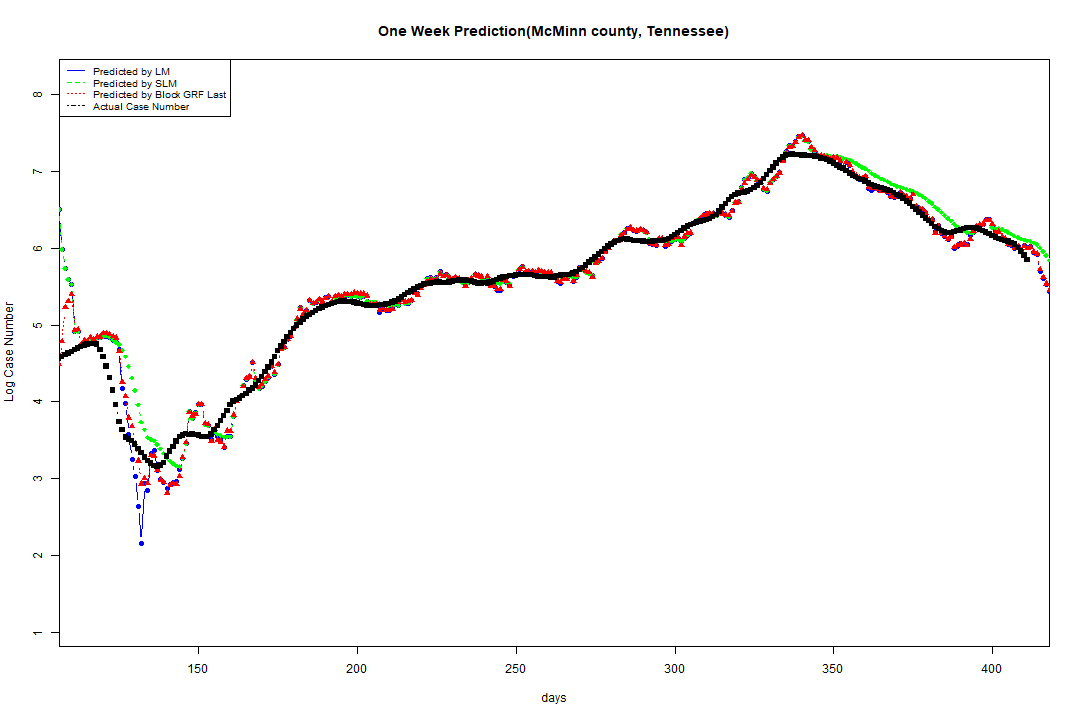 One Week Prediction(McMinn county, Tennessee)
Predicted by LM
Predicted by SLM
Predicted by Block GRF Last
Actual Case Number
8
7
6
5
4
3
2
1
Log Case Number
150 200 250 300 350 400
days